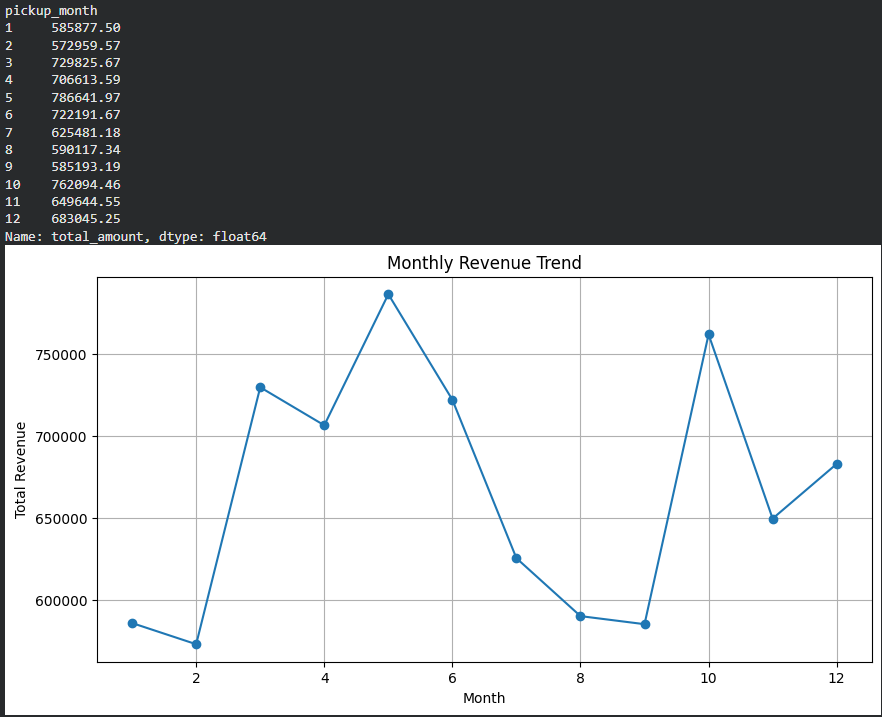 pickup_month
1     585877.50
2     572959.57
3     729825.67
4     706613.59
5     786641.97
6     722191.67
7     625481.18
8     590117.34
9     585193.19
10    762094.46
11    649644.55
12    683045.25
Name: total_amount, dtype: float64
Monthly Revenue Trend
750000
700000
650000
600000
Total Revenue
2 4 6 8 10 12
Month